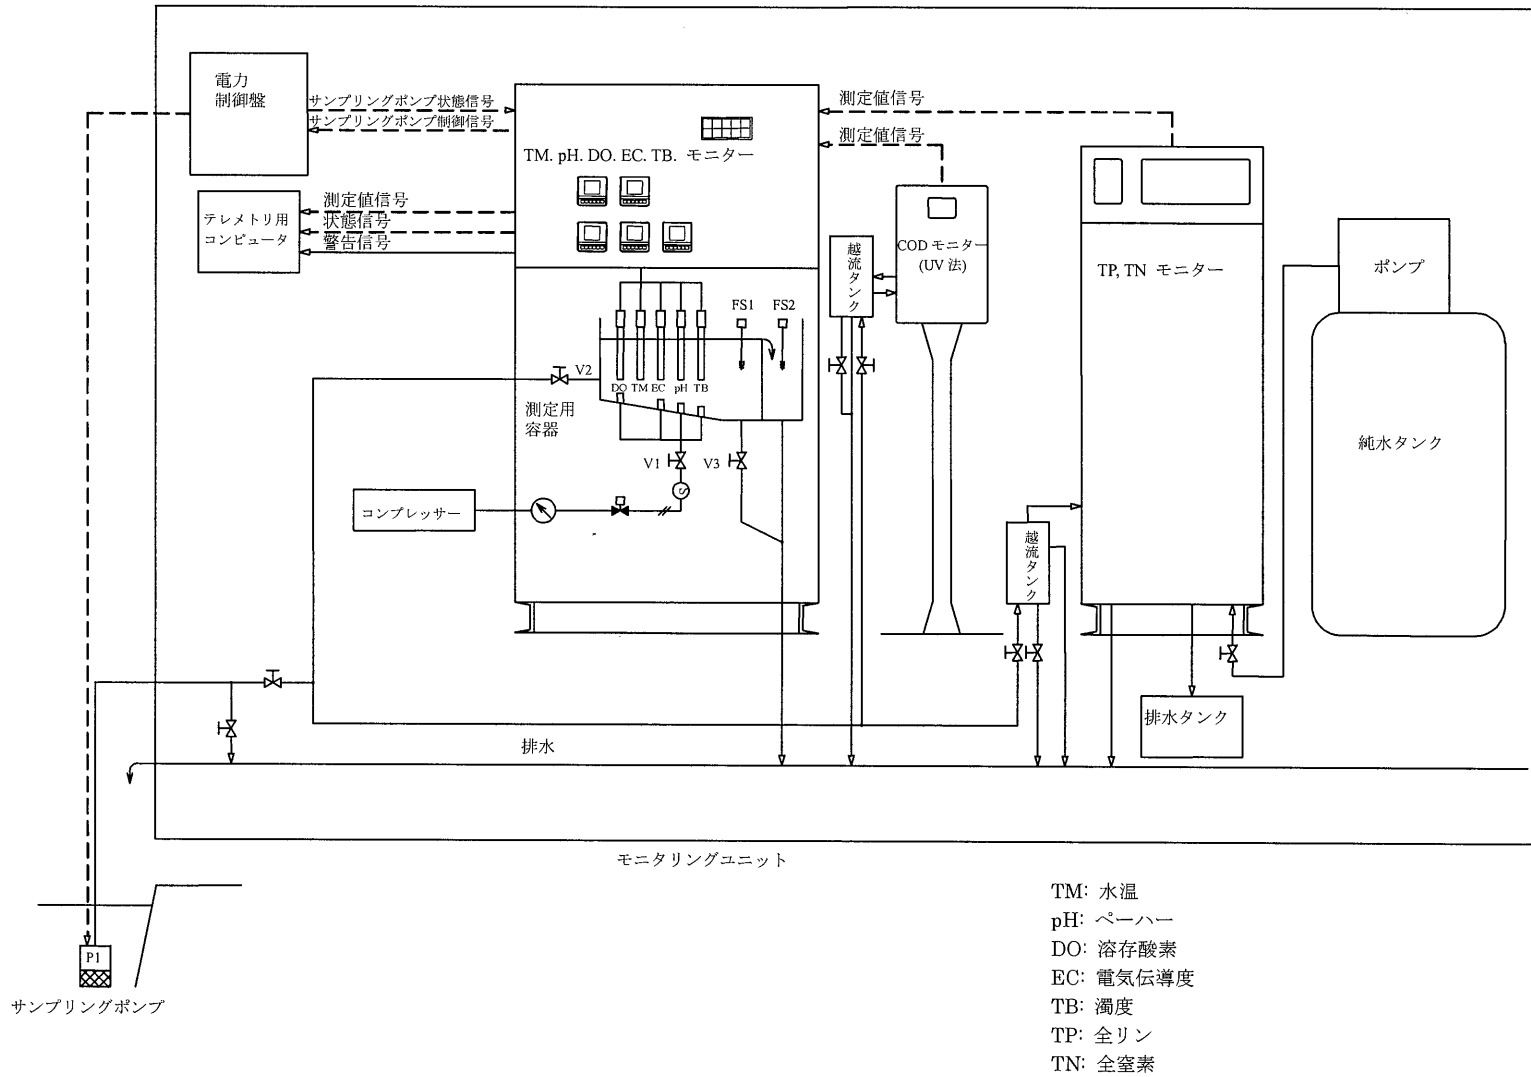 電力
制御盤
サンプリングポンプ状態信号
サンプリングポンプ制御信号
測定値信号
測定値信号
TM. pH. DO. EC. TB. モニター
テレメトリ用
コンピュータ
測定値信号
状態信号
警告信号
越流タンク
COD モニター
(UV 法)
TP, TN モニター
ポンプ
FS1
FS2
V2
DO
TM
EC
pH
TB
測定用
容器
純水タンク
V1
V3
S
コンプレッサー
越流タンク
排水タンク
排水
モニタリングユニット
P1
サンプリングポンプ
TM: 水温
pH: ペーハー
DO: 溶存酸素
EC: 電気伝導度
TB: 濁度
TP: 全リン
TN: 全窒素